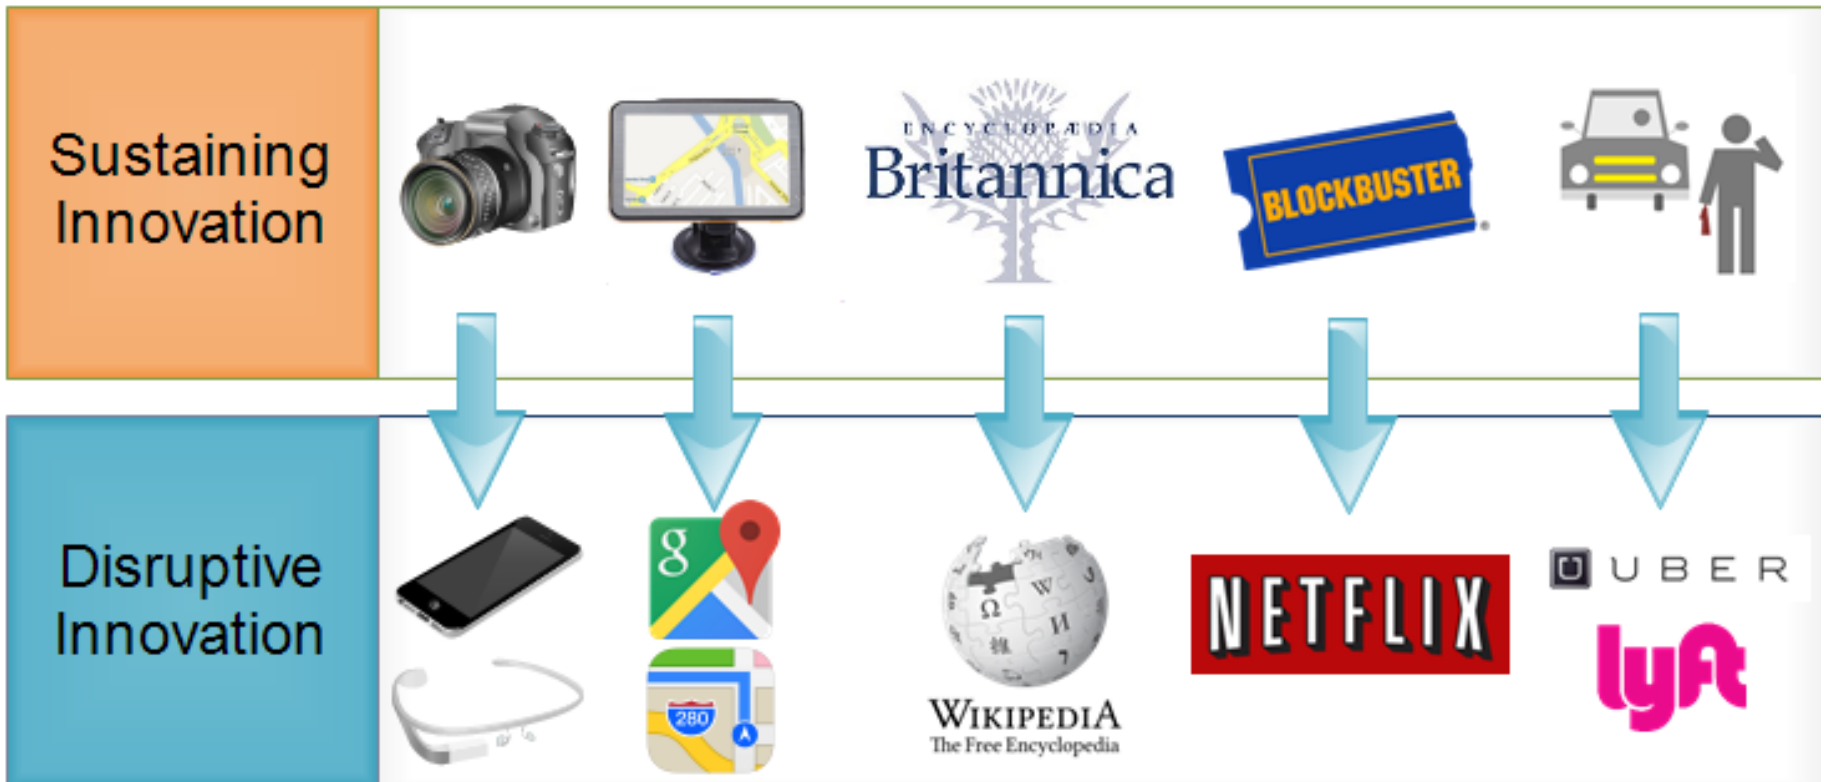 Sustaining
Innovation
ENCYCLOPÆDIA
Britannica
BLOCKBUSTER
®
Disruptive
Innovation
g
280
Ω
W
И
WIKIPEDIA
The Free Encyclopedia
NETFLIX
UBER
lyft